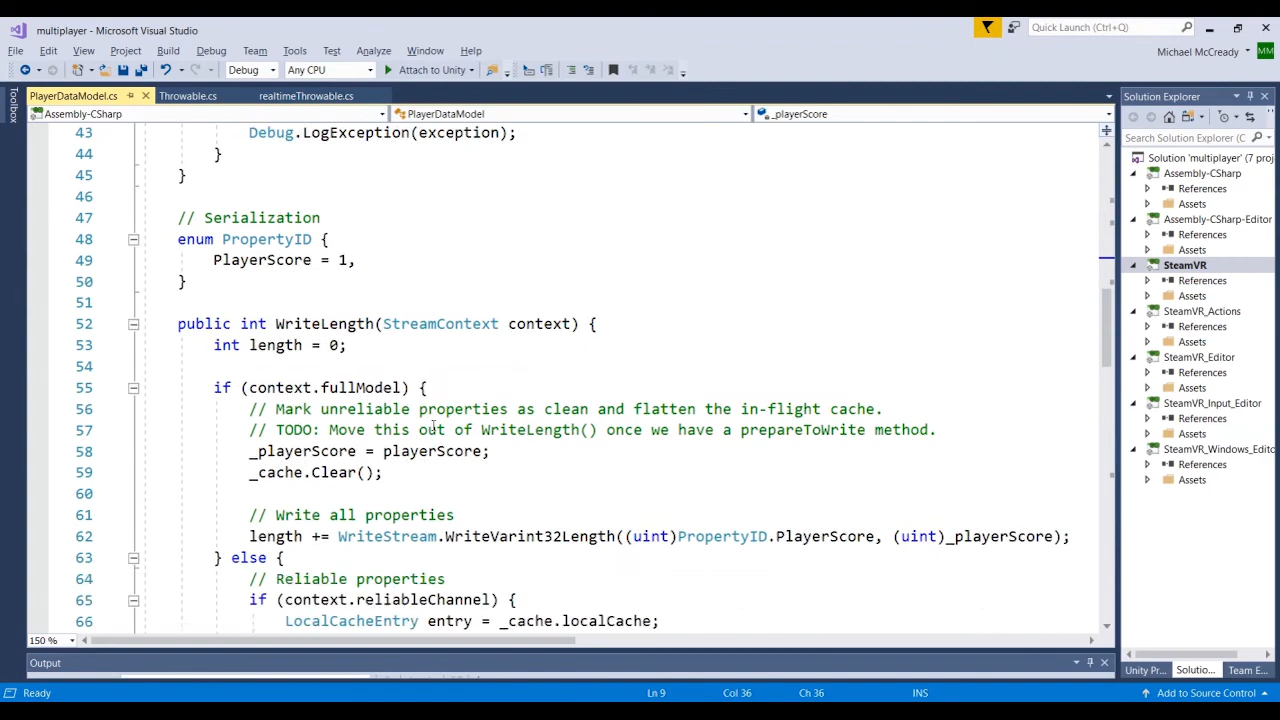 multiplayer - Microsoft Visual Studio
Quick Launch (Ctrl+Q)
File Edit View Project Build Debug Team Tools Test Analyze Window Help
Michael McCready MM
Debug Any CPU Attach to Unity
Toolbox
PlayerDataModel.cs Throwable.cs realtimeThrowable.cs
Assembly-CSharp PlayerDataModel _playerScore
43 Debug.LogException(exception);
44 }
45 }
46
47 // Serialization
48 enum PropertyID {
49 PlayerScore = 1,
50 }
51
52 public int WriteLength(StreamContext context) {
53 int length = 0;
54
55 if (context.fullModel) {
56 // Mark unreliable properties as clean and flatten the in-flight cache.
57 // TODO: Move this out of WriteLength() once we have a prepareToWrite method.
58 _playerScore = playerScore;
59 _cache.Clear();
60
61 // Write all properties
62 length += WriteStream.WriteVarint32Length((uint)PropertyID.PlayerScore, (uint)_playerScore);
63 } else {
64 // Reliable properties
65 if (context.reliableChannel) {
66 LocalCacheEntry entry = _cache.localCache;
150 %
Output
Solution Explorer
Search Solution Explorer (
Solution 'multiplayer' (7 proj
Assembly-CSharp
References
Assets
Assembly-CSharp-Editor
References
Assets
SteamVR
References
Assets
SteamVR_Actions
References
Assets
SteamVR_Editor
References
Assets
SteamVR_Input_Editor
References
Assets
SteamVR_Windows_Edito
References
Assets
Unity Pr... Solutio... Team E...
Ready Ln 9 Col 36 Ch 36 INS Add to Source Control